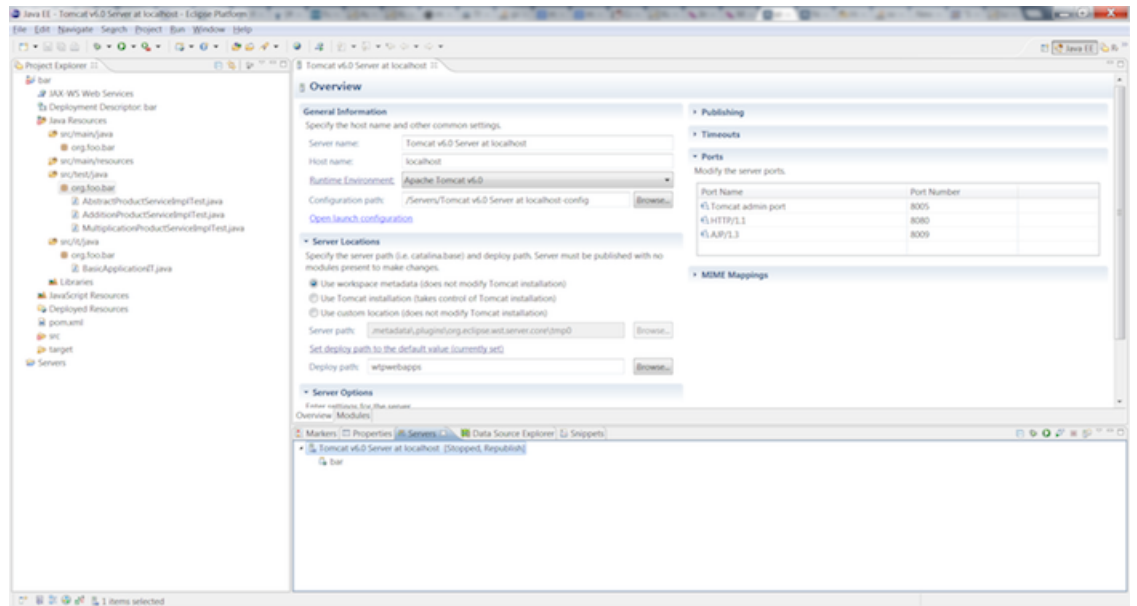 Java EE - Tomcat v6.0 Server at localhost - Eclipse Platform
File Edit Navigate Search Project Run Window Help
Java EE
Project Explorer
bar
JAX-WS Web Services
Deployment Descriptor: bar
Java Resources
src/main/java
org.foo.bar
src/main/resources
src/test/java
org.foo.bar
AbstractProductServiceImplTest.java
AdditionProductServiceImplTest.java
MultiplicationProductServiceImplTest.java
src/it/java
org.foo.bar
BasicApplicationIT.java
Libraries
JavaScript Resources
Deployed Resources
pom.xml
src
target
Servers
Tomcat v6.0 Server at localhost
Overview
General Information
Specify the host name and other common settings.
Server name: Tomcat v6.0 Server at localhost
Host name: localhost
Runtime Environment: Apache Tomcat v6.0
Configuration path: /Servers/Tomcat v6.0 Server at localhost-config Browse...
Open launch configuration
Server Locations
Specify the server path (i.e. catalina.base) and deploy path. Server must be published with no
modules present to make changes.
Use workspace metadata (does not modify Tomcat installation)
Use Tomcat installation (takes control of Tomcat installation)
Use custom location (does not modify Tomcat installation)
Server path: .metadata\.plugins\org.eclipse.wst.server.core\tmp0 Browse...
Set deploy path to the default value (currently set)
Deploy path: wtpwebapps Browse...
Server Options
Enter settings for the server.
Publishing
Timeouts
Ports
Modify the server ports.
Port Name Port Number
Tomcat admin port 8005
HTTP/1.1 8080
AJP/1.3 8009
MIME Mappings
Overview Modules
Markers Properties Servers Data Source Explorer Snippets
Tomcat v6.0 Server at localhost [Stopped, Republish]
bar
1 items selected